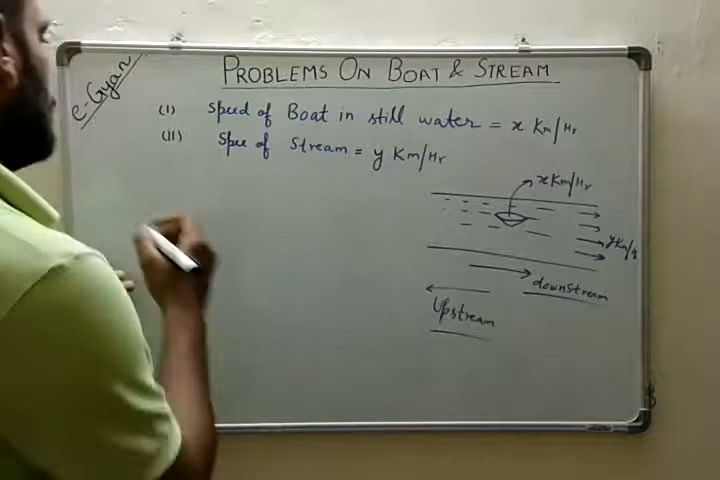 e-Gyan
PROBLEMS ON BOAT & STREAM
(I) Speed of Boat in still water = x Km/Hr
(II) Spee of Stream = y Km/Hr
x Km/Hr
y Km/h
downstream
Upstream